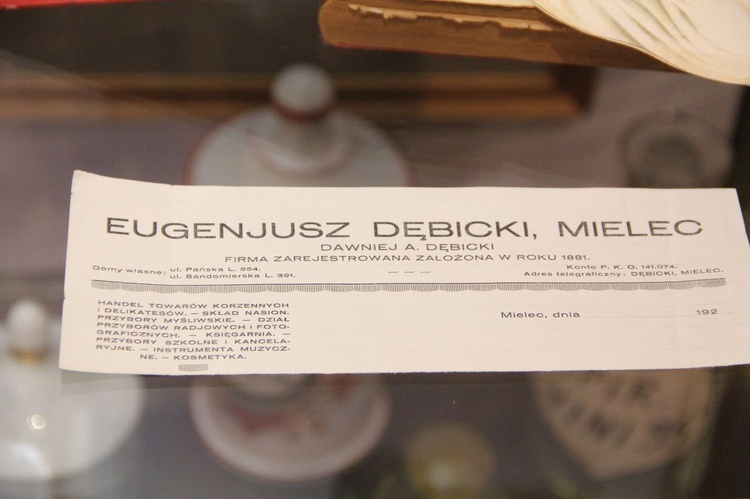 EUGENJUSZ DĘBICKI, MIELEC
DAWNIEJ A. DĘBICKI
FIRMA ZAREJESTROWANA ZAŁOŻONA W ROKU 1881.
Domy własne: ul. Pańska L. 554.
ul. Sandomierska L. 391.
Konto P. K. O. 141.074.
Adres telegraficzny: DĘBICKI, MIELEC.
HANDEL TOWARÓW KORZENNYCH
I DELIKATESÓW. — SKŁAD NASION.
PRZYBORY MYŚLIWSKIE. — DZIAŁ
PRZYBORÓW RADJOWYCH I FOTO-
GRAFICZNYCH. — KSIĘGARNIA. —
PRZYBORY SZKOLNE I KANCELA-
RYJNE. — INSTRUMENTA MUZYCZ-
NE. — KOSMETYKA.
Mielec, dnia 192